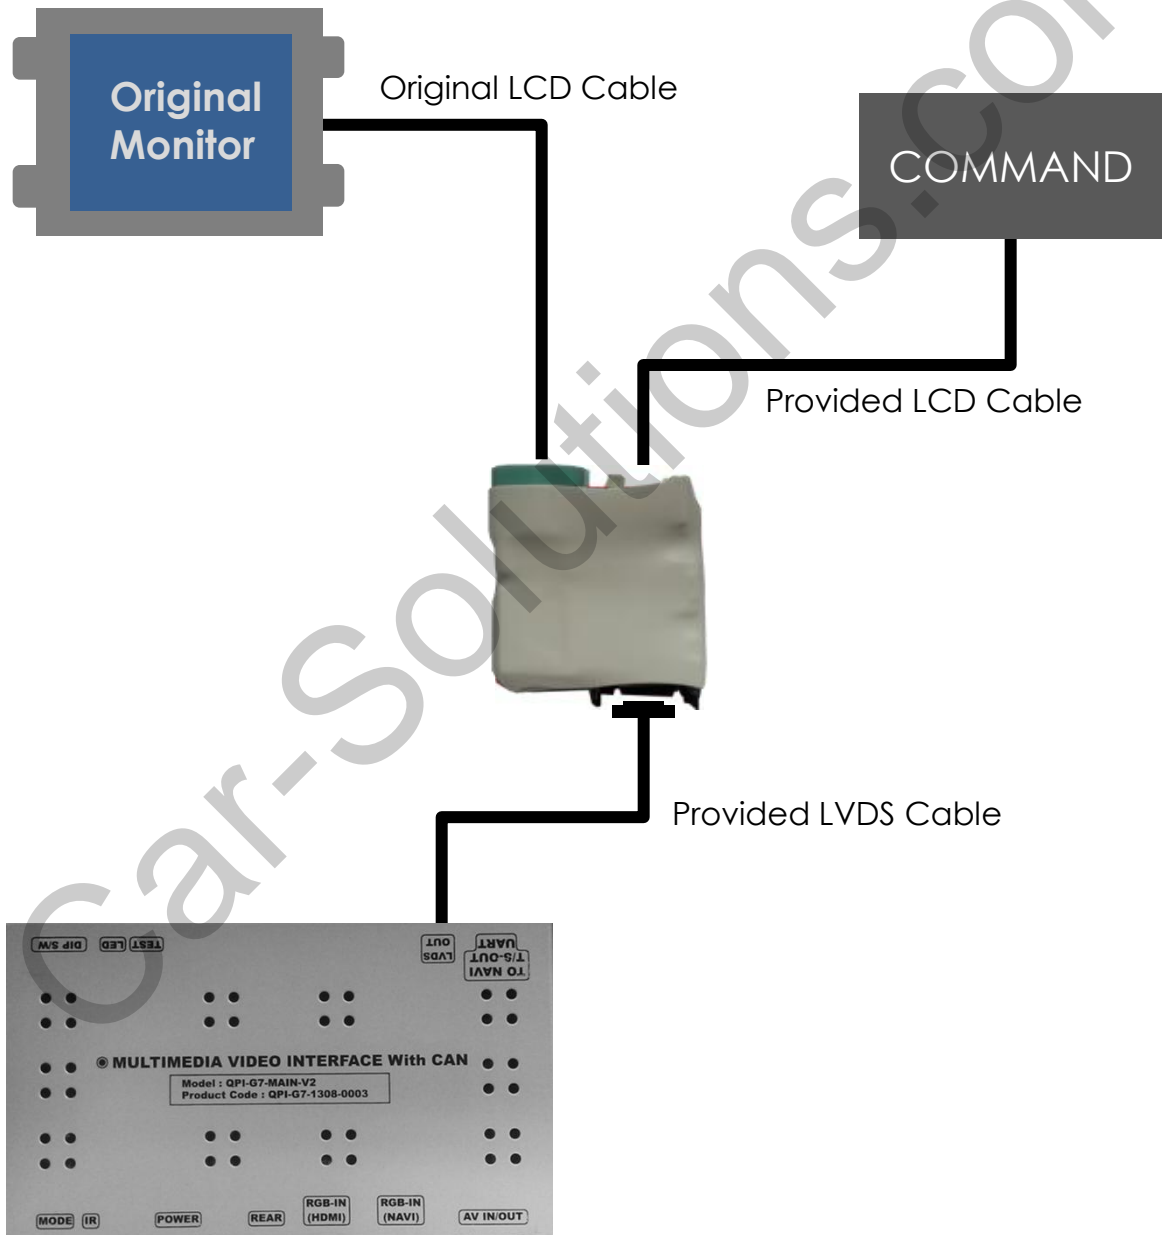 Original
Monitor
Original LCD Cable
COMMAND
Provided LCD Cable
Provided LVDS Cable
DIP S/W
LED
TEST
LVDS
OUT
TO NAVI
T/S-OUT
UART
MULTIMEDIA VIDEO INTERFACE With CAN
Model : QPI-G7-MAIN-V2
Product Code : QPI-G7-1308-0003
MODE
IR
POWER
REAR
RGB-IN
(HDMI)
RGB-IN
(NAVI)
AV IN/OUT
Car-Solutions.com